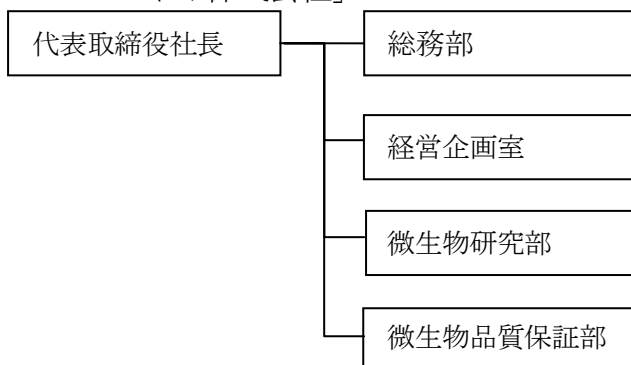 代表取締役社長
総務部
経営企画室
微生物研究部
微生物品質保証部